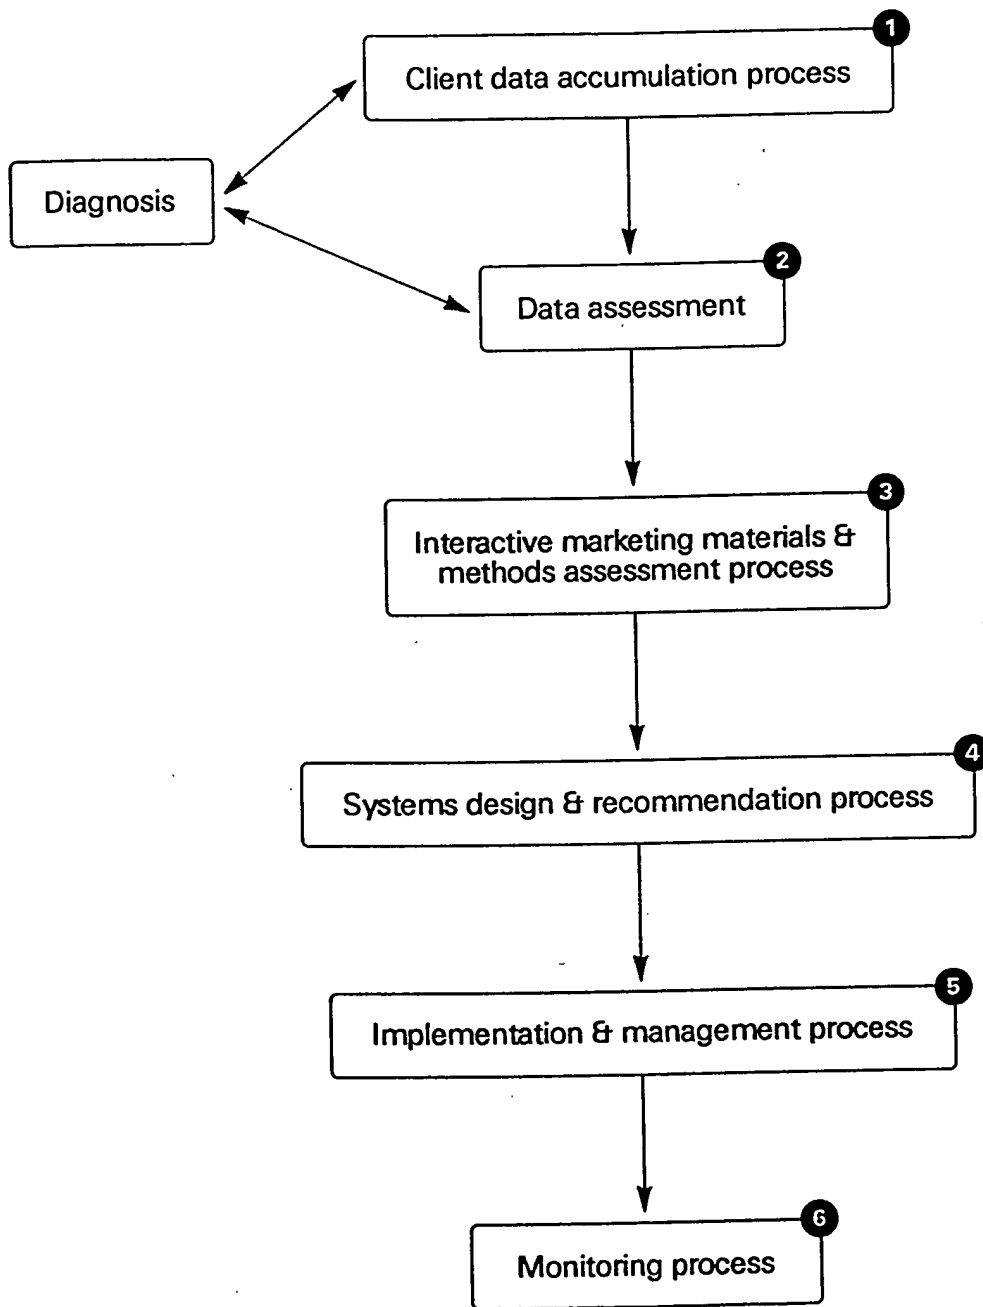 1
Client data accumulation process
Diagnosis
2
Data assessment
3
Interactive marketing materials &
methods assessment process
4
Systems design & recommendation process
5
Implementation & management process
6
Monitoring process